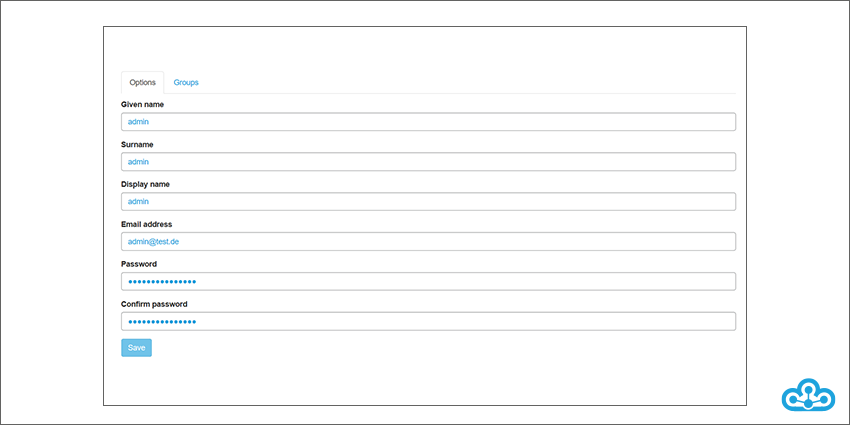 Options Groups
Given name
admin
Surname
admin
Display name
admin
Email address
admin@test.de
Password
•••••••••••••••
Confirm password
•••••••••••••••
Save